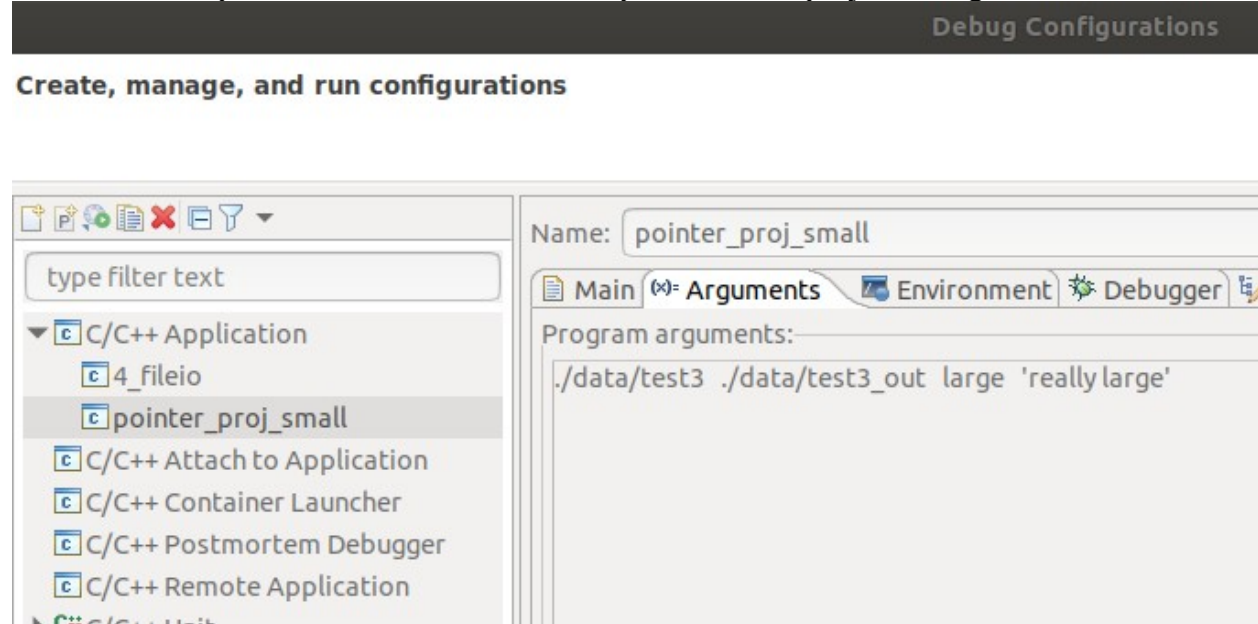 Debug Configurations
Create, manage, and run configurations
type filter text
C/C++ Application
4_fileio
pointer_proj_small
C/C++ Attach to Application
C/C++ Container Launcher
C/C++ Postmortem Debugger
C/C++ Remote Application
Name: pointer_proj_small
Main (x)= Arguments Environment Debugger
Program arguments:
./data/test3 ./data/test3_out large 'really large'